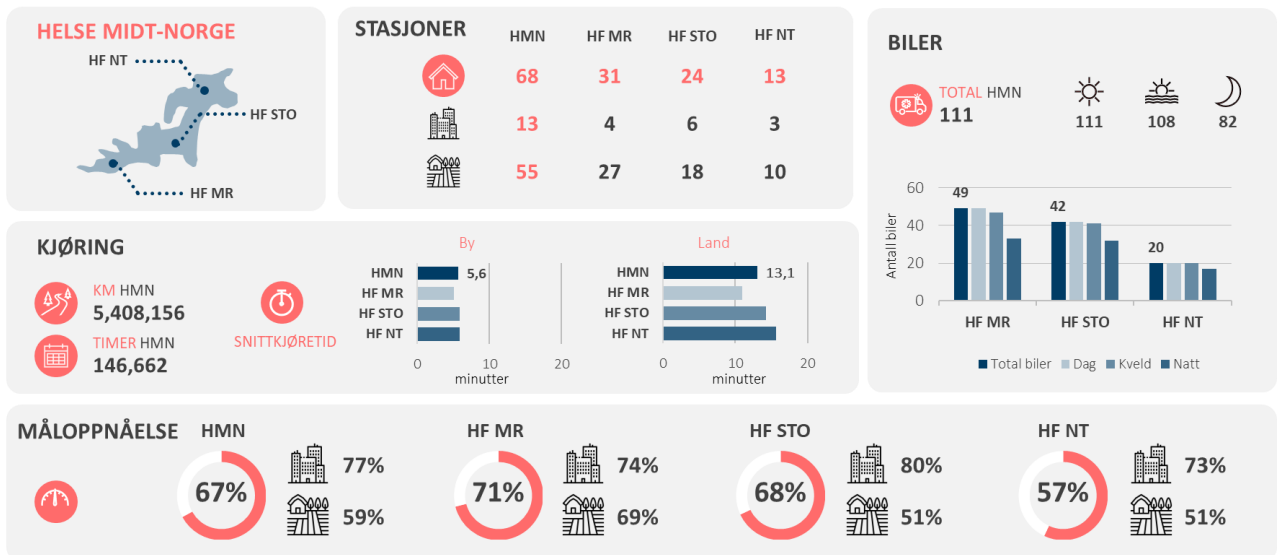 HELSE MIDT-NORGE
HF NT
HF STO
HF MR
STASJONER
HMN HF MR HF STO HF NT
68 31 24 13
13 4 6 3
55 27 18 10
BILER
TOTAL HMN
111
111 108 82
60
40
20
0
Antall biler
49
42
20
HF MR HF STO HF NT
Total biler Dag Kveld Natt
KJØRING
KM HMN
5,408,156
TIMER HMN
146,662
SNITTKJØRETID
By
HMN 5,6
HF MR
HF STO
HF NT
0 10 20
minutter
Land
HMN 13,1
HF MR
HF STO
HF NT
0 10 20
minutter
MÅLOPPNÅELSE
HMN
67%
77%
59%
HF MR
71%
74%
69%
HF STO
68%
80%
51%
HF NT
57%
73%
51%